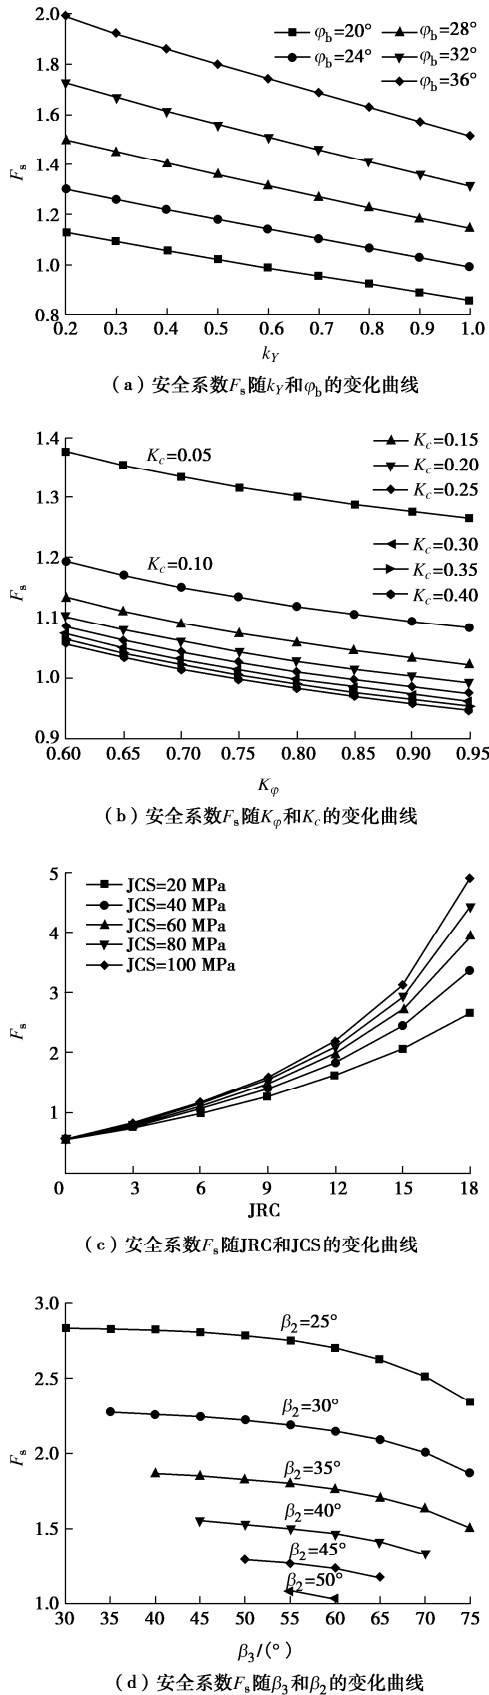 2.0
1.8
1.6
1.4
1.2
1.0
0.8
Fs
φb=20° φb=28°
φb=24° φb=32°
φb=36°
0.2 0.3 0.4 0.5 0.6 0.7 0.8 0.9 1.0
kY
（a）安全系数Fs随kY和φb的变化曲线
1.4
1.3
1.2
1.1
1.0
0.9
Fs
Kc=0.05
Kc=0.10
Kc=0.15
Kc=0.20
Kc=0.25
Kc=0.30
Kc=0.35
Kc=0.40
0.60 0.65 0.70 0.75 0.80 0.85 0.90 0.95
Kφ
（b）安全系数Fs随Kφ和Kc的变化曲线
5
4
3
2
1
Fs
JCS=20 MPa
JCS=40 MPa
JCS=60 MPa
JCS=80 MPa
JCS=100 MPa
0 3 6 9 12 15 18
JRC
（c）安全系数Fs随JRC和JCS的变化曲线
3.0
2.5
2.0
1.5
1.0
Fs
β2=25°
β2=30°
β2=35°
β2=40°
β2=45°
β2=50°
30 35 40 45 50 55 60 65 70 75
β3/(°)
（d）安全系数Fs随β3和β2的变化曲线